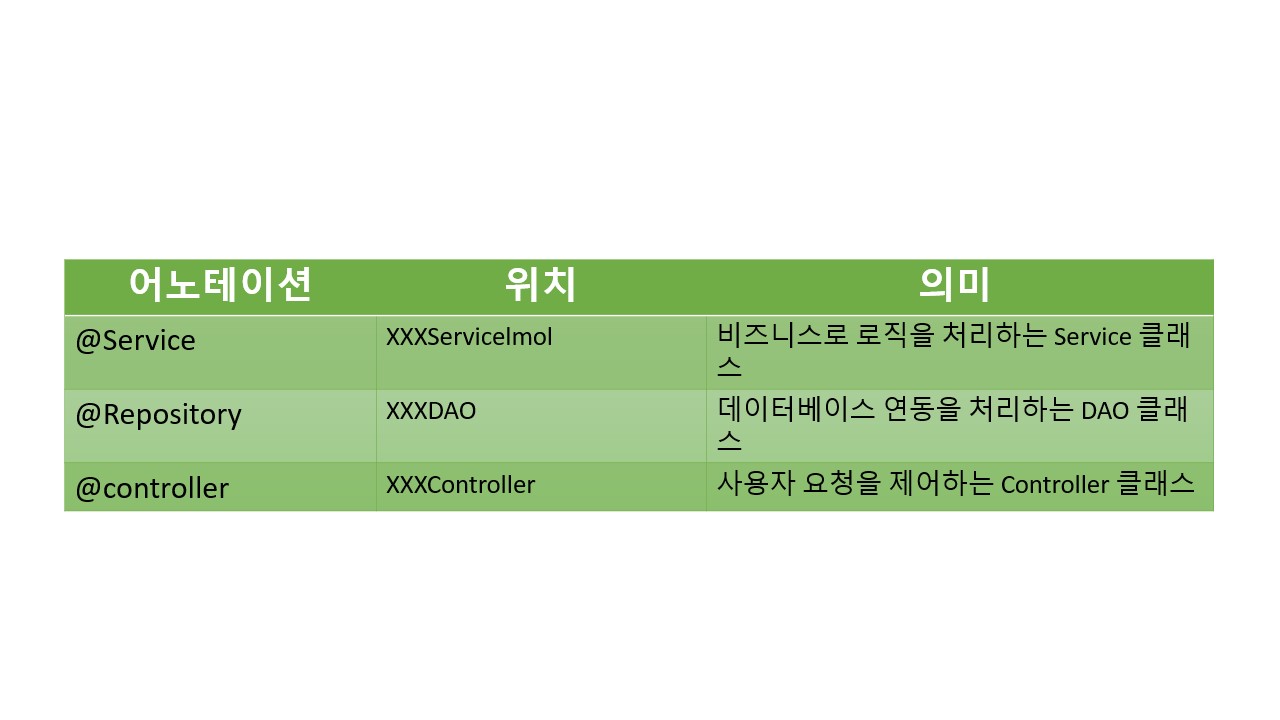 어노테이션 위치 의미
@Service XXXServicelmol 비즈니스로 로직을 처리하는 Service 클래
스
@Repository XXXDAO 데이터베이스 연동을 처리하는 DAO 클래
스
@controller XXXController 사용자 요청을 제어하는 Controller 클래스